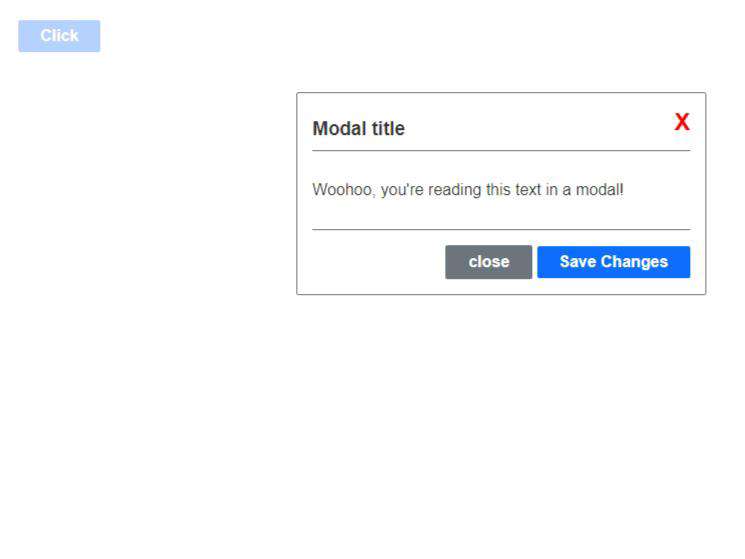 Click
Modal title
X
Woohoo, you're reading this text in a modal!
close
Save Changes